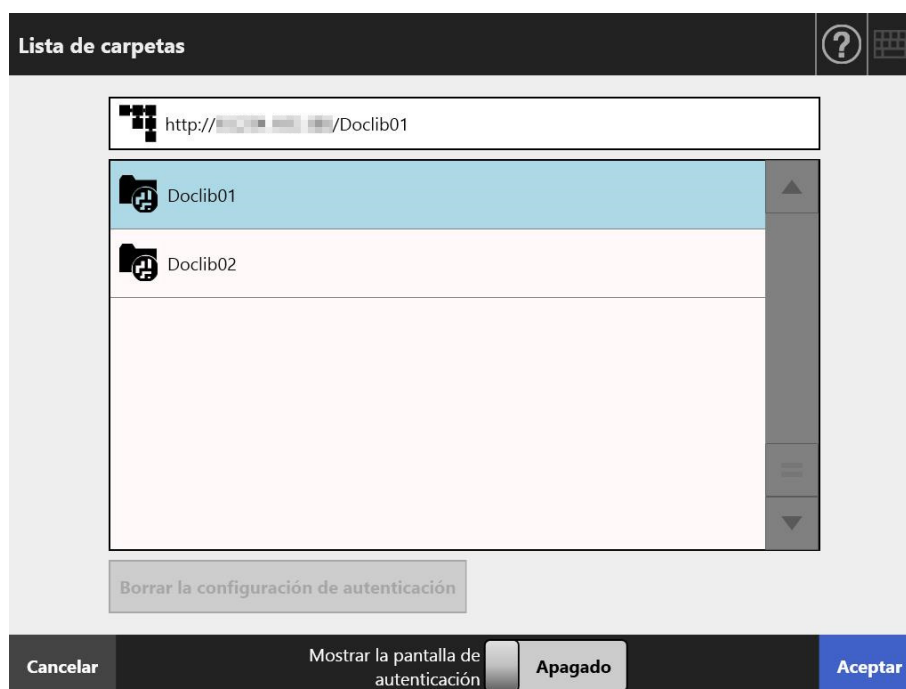 Lista de carpetas
http:// /Doclib01
Doclib01
Doclib02
Borrar la configuración de autenticación
Cancelar
Mostrar la pantalla de
autenticación
Apagado
Aceptar